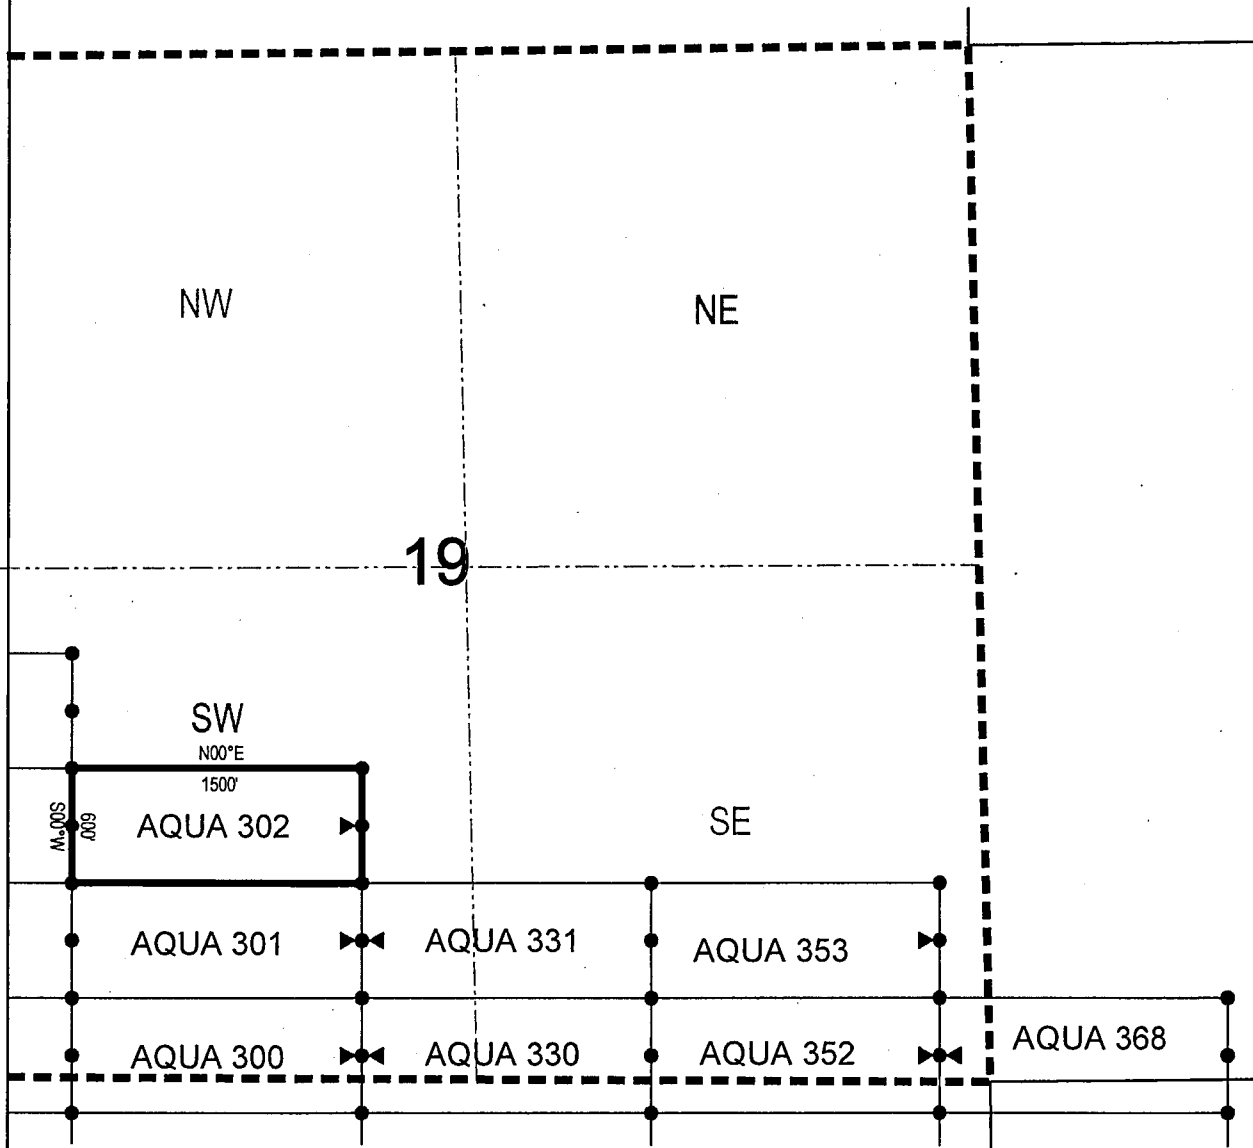 NW
NE
19
SW
N00°E
1500'
S00°W
600'
AQUA 302
SE
AQUA 301
AQUA 331
AQUA 353
AQUA 300
AQUA 330
AQUA 352
AQUA 368